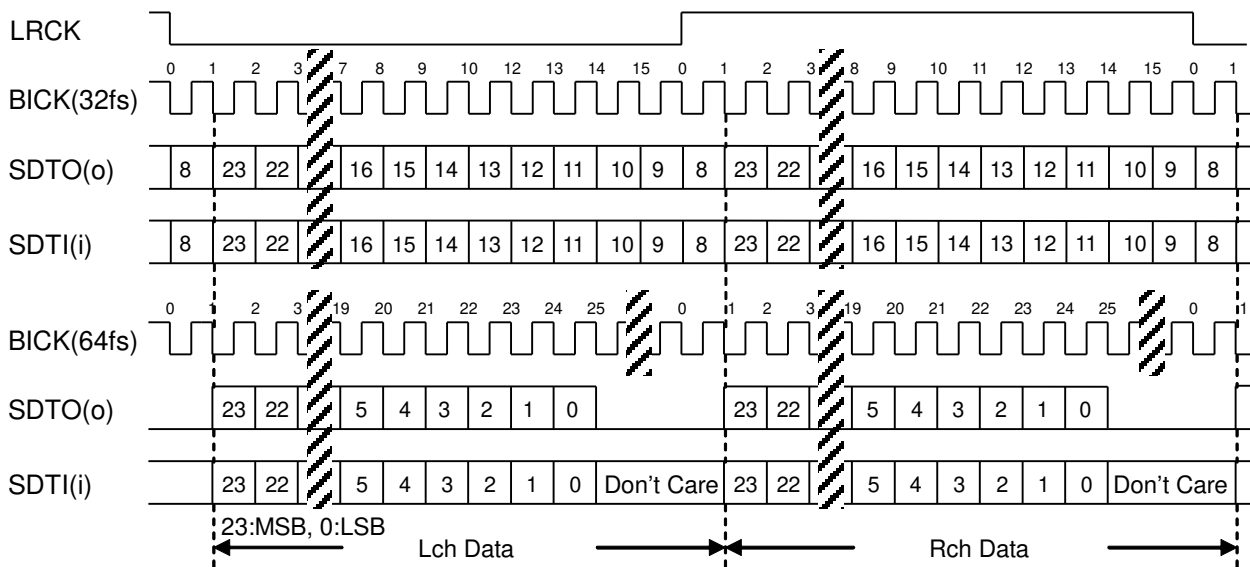 LRCK
0 1 2 3 7 8 9 10 12 13 14 15 0 1 2 3 8 9 10 11 12 13 14 15 0 1
BICK(32fs)
SDTO(o) 8 23 22 16 15 14 13 12 11 10 9 8 23 22 16 15 14 13 12 11 10 9 8
SDTI(i) 8 23 22 16 15 14 13 12 11 10 9 8 23 22 16 15 14 13 12 11 10 9 8
0 1 2 3 19 20 21 22 23 24 25 0 1 2 3 19 20 21 22 23 24 25 0 1
BICK(64fs)
SDTO(o) 23 22 5 4 3 2 1 0 23 22 5 4 3 2 1 0
SDTI(i) 23 22 5 4 3 2 1 0 Don't Care 23 22 5 4 3 2 1 0 Don't Care
23:MSB, 0:LSB
Lch Data Rch Data